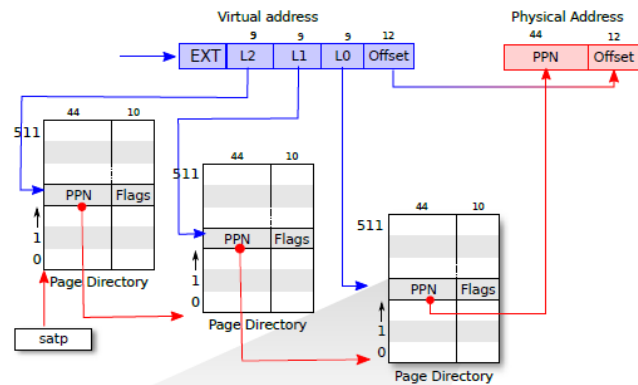 Virtual address
Physical Address
9 9 9 12
44 12
EXT L2 L1 L0 Offset
PPN Offset
44 10
511
PPN Flags
1
0
Page Directory
satp
44 10
511
PPN Flags
1
0
Page Directory
44 10
511
PPN Flags
1
0
Page Directory